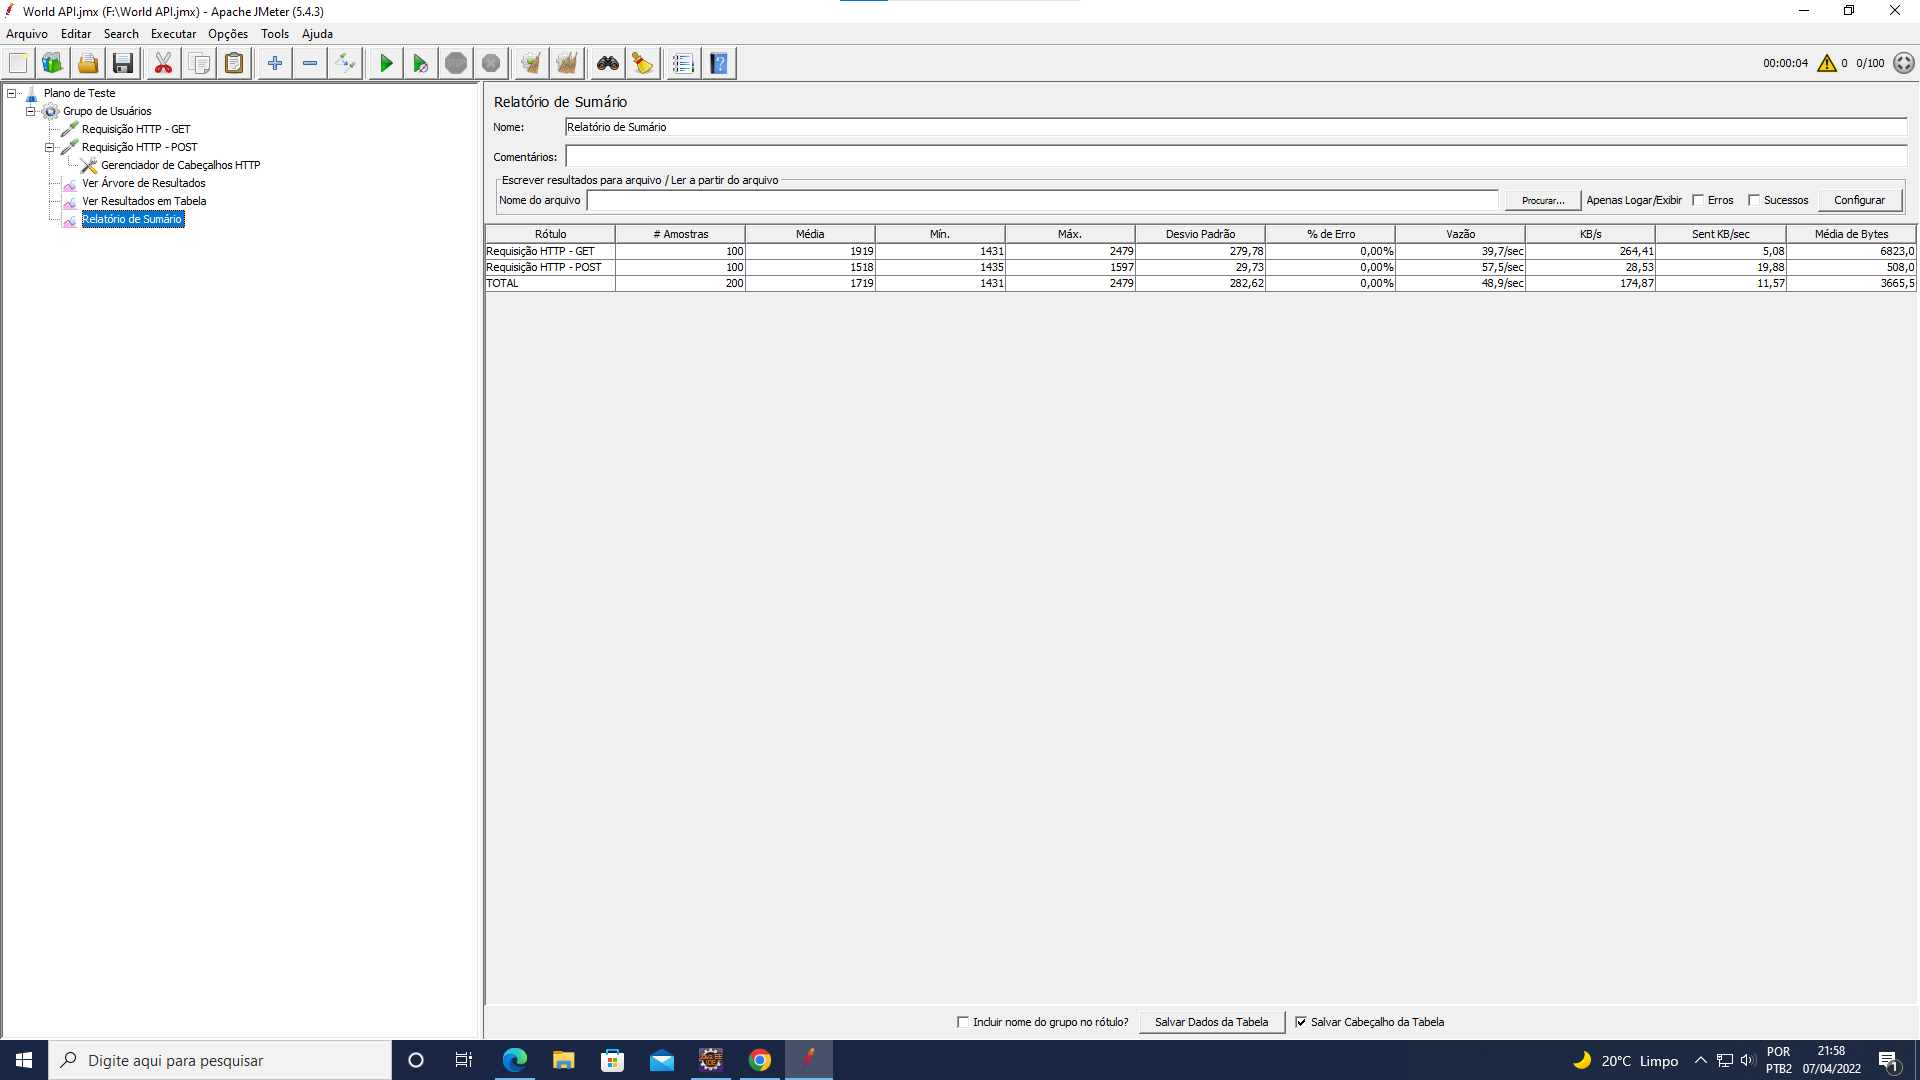 World API.jmx (F:\World API.jmx) - Apache JMeter (5.4.3)
Arquivo Editar Search Executar Opções Tools Ajuda
STOP
00:00:04 0 0/100
Plano de Teste
Grupo de Usuários
Requisição HTTP - GET
Requisição HTTP - POST
Gerenciador de Cabeçalhos HTTP
Ver Árvore de Resultados
Ver Resultados em Tabela
Relatório de Sumário
Relatório de Sumário
Nome: Relatório de Sumário
Comentários:
Escrever resultados para arquivo / Ler a partir do arquivo
Nome do arquivo Procurar... Apenas Logar/Exibir Erros Sucessos Configurar
Rótulo # Amostras Média Mín. Máx. Desvio Padrão % de Erro Vazão KB/s Sent KB/sec Média de Bytes
Requisição HTTP - GET 100 1919 1431 2479 279,78 0,00% 39,7/sec 264,41 5,08 6823,0
Requisição HTTP - POST 100 1518 1435 1597 29,73 0,00% 57,5/sec 28,53 19,88 508,0
TOTAL 200 1719 1431 2479 282,62 0,00% 48,9/sec 174,87 11,57 3665,5
Incluir nome do grupo no rótulo? Salvar Dados da Tabela Salvar Cabeçalho da Tabela
Digite aqui para pesquisar
20°C Limpo
POR
PTB2
21:58
07/04/2022
1